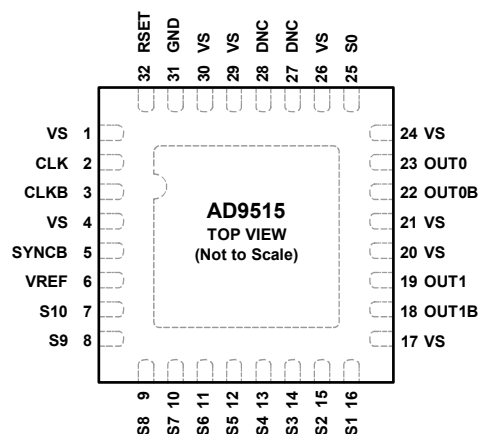 32 RSET
31 GND
30 VS
29 VS
28 DNC
27 DNC
26 VS
25 S0
VS 1
CLK 2
CLKB 3
VS 4
SYNCB 5
VREF 6
S10 7
S9 8
AD9515
TOP VIEW
(Not to Scale)
24 VS
23 OUT0
22 OUT0B
21 VS
20 VS
19 OUT1
18 OUT1B
17 VS
S8 9
S7 10
S6 11
S5 12
S4 13
S3 14
S2 15
S1 16